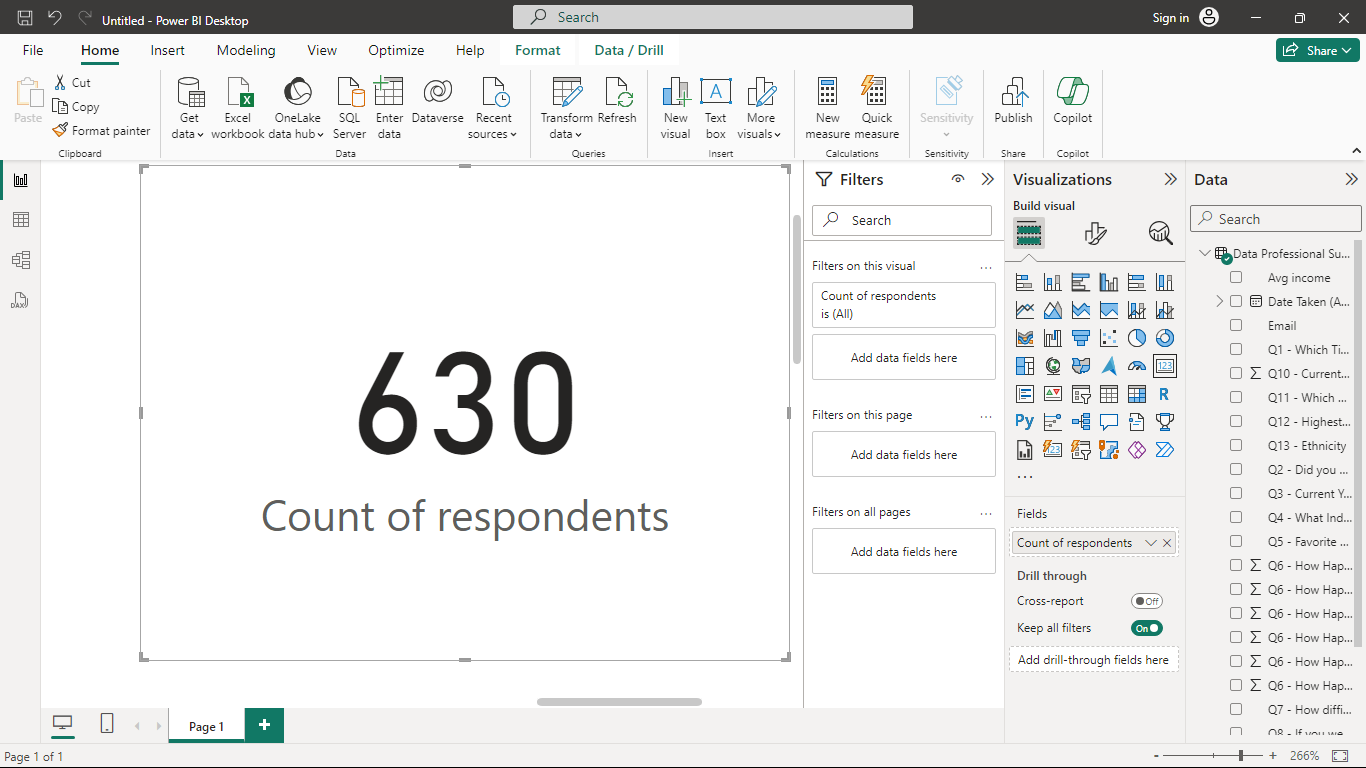 Untitled - Power BI Desktop
Search
Sign in
File Home Insert Modeling View Optimize Help Format Data / Drill
Share
Paste
Cut
Copy
Format painter
Clipboard
Get data
Excel workbook
OneLake data hub
SQL Server
Enter data
Dataverse
Recent sources
Data
Transform data
Refresh
Queries
New visual
Text box
More visuals
Insert
New measure
Quick measure
Calculations
Sensitivity
Sensitivity
Publish
Share
Copilot
Copilot
DAX
630
Count of respondents
Filters
Search
Filters on this visual
...
Count of respondents
is (All)
Add data fields here
Filters on this page
...
Add data fields here
Filters on all pages
...
Add data fields here
Visualizations
Build visual
123
R
Py
123
...
Fields
Count of respondents
Drill through
Cross-report
Off
Keep all filters
On
Add drill-through fields here
Data
Search
Data Professional Su...
Avg income
Date Taken (A...
Email
Q1 - Which Ti...
Q10 - Current...
Q11 - Which ...
Q12 - Highest...
Q13 - Ethnicity
Q2 - Did you ...
Q3 - Current Y...
Q4 - What Ind...
Q5 - Favorite ...
Q6 - How Hap...
Q6 - How Hap...
Q6 - How Hap...
Q6 - How Hap...
Q6 - How Hap...
Q6 - How Hap...
Q7 - How diffi...
Q8 - If you we...
Page 1
+
Page 1 of 1
- + 266%